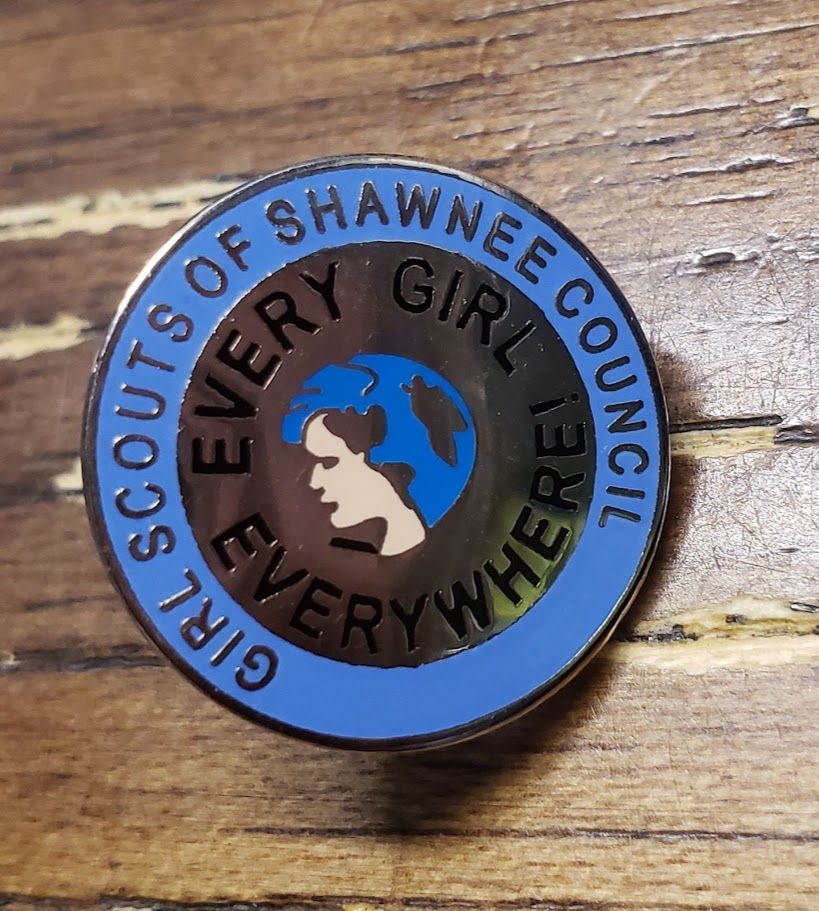 GIRL SCOUTS OF SHAWNEE COUNCIL
EVERY GIRL
EVERYWHERE!